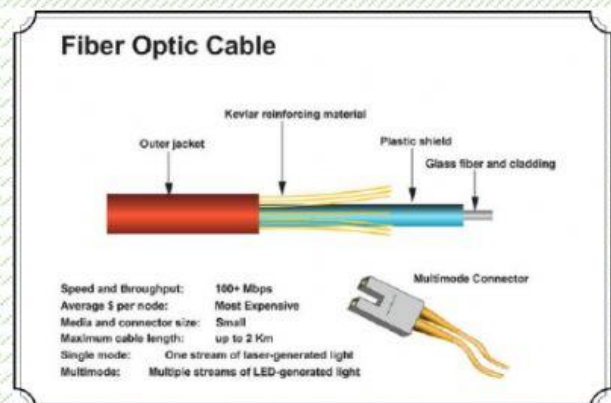 Fiber Optic Cable
Kevlar reinforcing material
Outer jacket
Plastic shield
Glass fiber and cladding
Multimode Connector
Speed and throughput: 100+ Mbps
Average $ per node: Most Expensive
Media and connector size: Small
Maximum cable length: up to 2 Km
Single mode: One stream of laser-generated light
Multimode: Multiple streams of LED-generated light